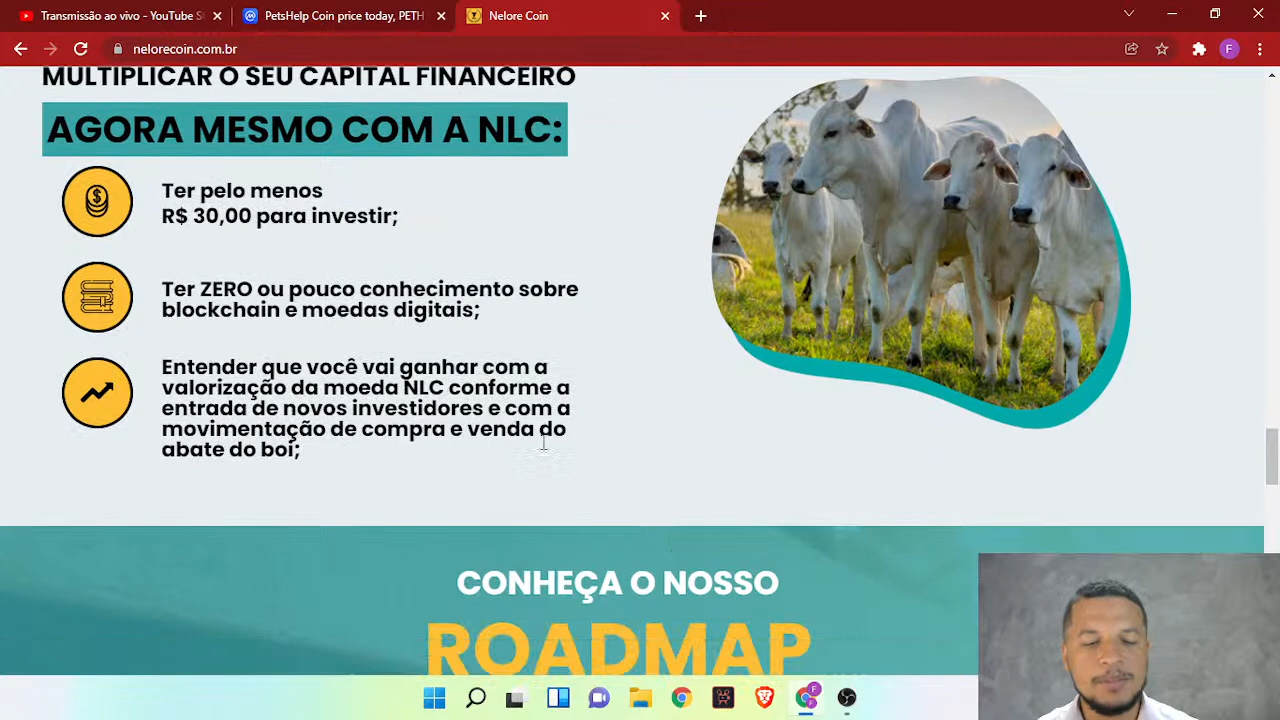 Transmissão ao vivo - YouTube S
PetsHelp Coin price today, PETH
Nelore Coin
nelorecoin.com.br
F
MULTIPLICAR O SEU CAPITAL FINANCEIRO
AGORA MESMO COM A NLC:
Ter pelo menos
R$ 30,00 para investir;
Ter ZERO ou pouco conhecimento sobre
blockchain e moedas digitais;
Entender que você vai ganhar com a
valorização da moeda NLC conforme a
entrada de novos investidores e com a
movimentação de compra e venda do
abate do boi;
CONHEÇA O NOSSO
ROADMAP